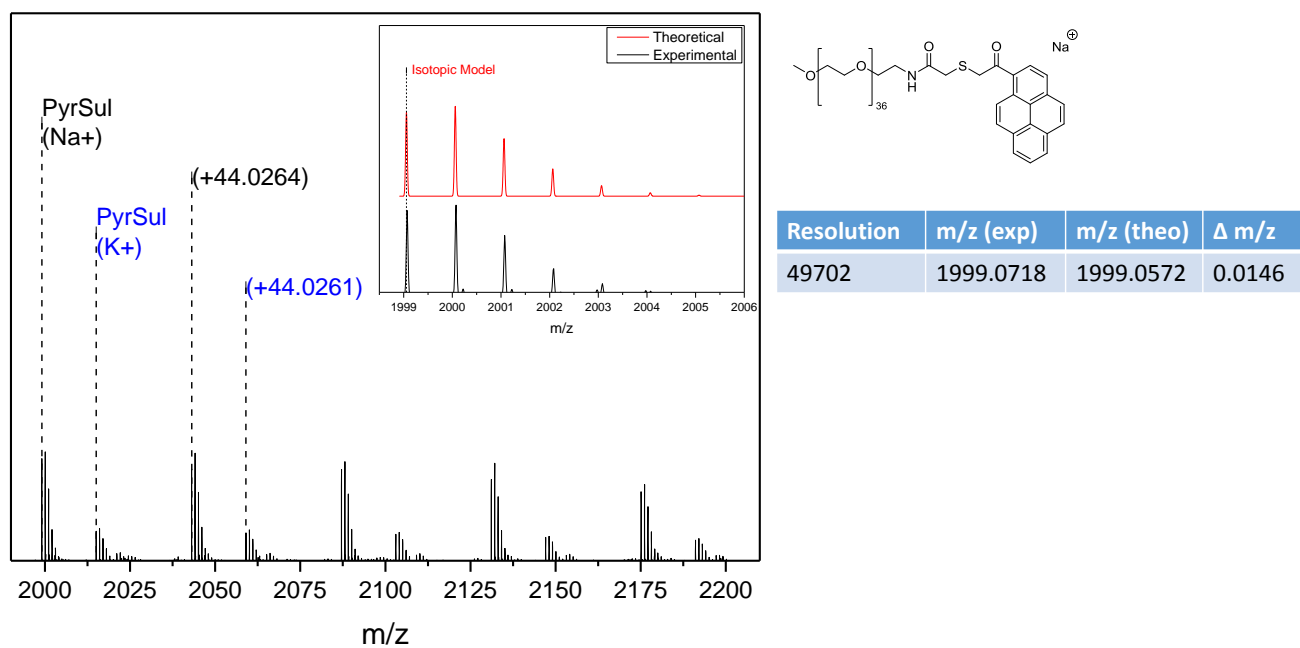 PyrSul
(Na+)
PyrSul
(K+)
(+44.0264)
(+44.0261)
Theoretical
Experimental
Isotopic Model
1999 2000 2001 2002 2003 2004 2005 2006
m/z
2000 2025 2050 2075 2100 2125 2150 2175 2200
m/z
O O N H O S O Na ⊕
36
Resolution m/z (exp) m/z (theo) Δ m/z
49702 1999.0718 1999.0572 0.0146